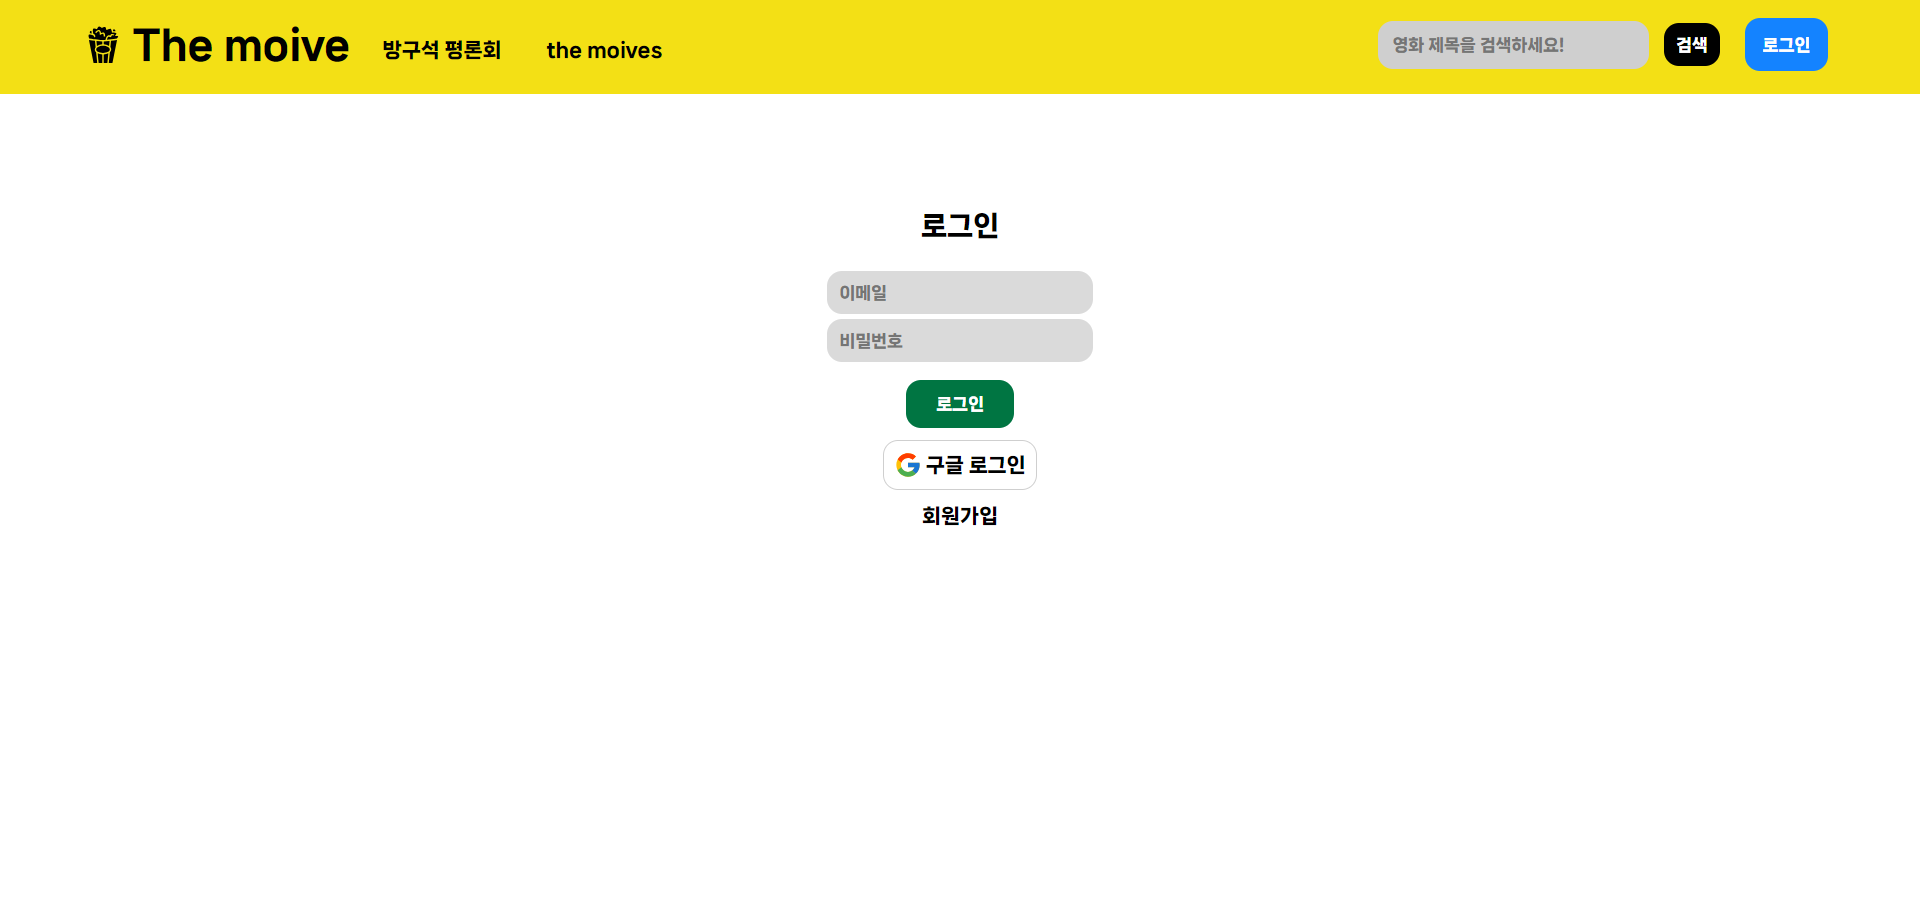 The moive 방구석 평론회 the moives 영화 제목을 검색하세요! 검색 로그인
로그인
이메일
비밀번호
로그인
구글 로그인
회원가입